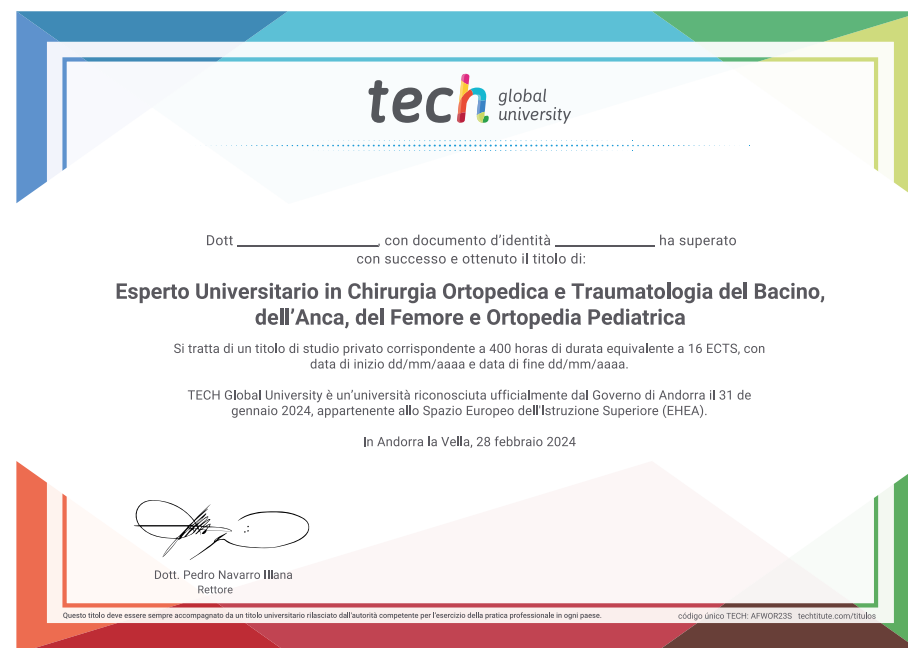 tech global
university
Dott ____________, con documento d'identità ____________ ha superato
con successo e ottenuto il titolo di:
Esperto Universitario in Chirurgia Ortopedica e Traumatologia del Bacino,
dell'Anca, del Femore e Ortopedia Pediatrica
Si tratta di un titolo di studio privato corrispondente a 400 horas di durata equivalente a 16 ECTS, con
data di inizio dd/mm/aaaa e data di fine dd/mm/aaaa.
TECH Global University è un'università riconosciuta ufficialmente dal Governo di Andorra il 31 de
gennaio 2024, appartenente allo Spazio Europeo dell'Istruzione Superiore (EHEA).
In Andorra la Vella, 28 febbraio 2024
Dott. Pedro Navarro Illana
Rettore
Questo titolo deve essere sempre accompagnato da un titolo universitario rilasciato dall'autorità competente per l'esercizio della pratica professionale in ogni paese.
código único TECH: AFWOR23S techtitute.com/titulos